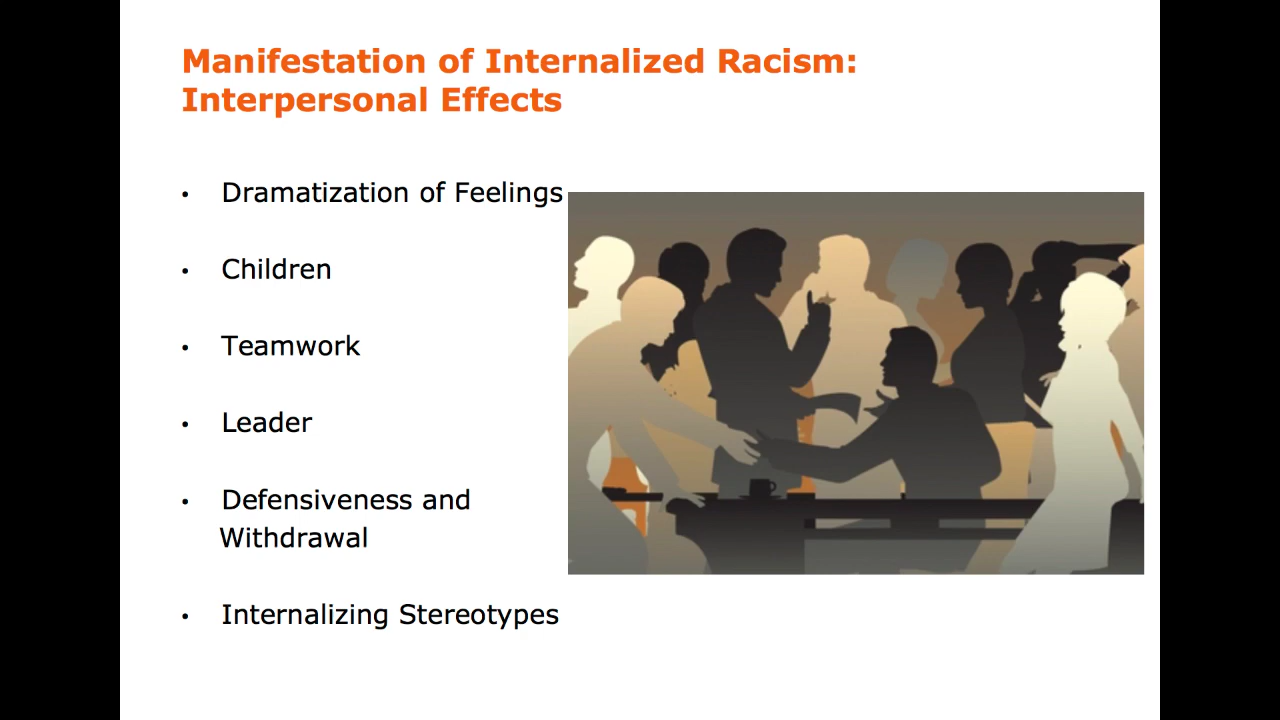 Manifestation of Internalized Racism:
Interpersonal Effects
• Dramatization of Feelings
• Children
• Teamwork
• Leader
• Defensiveness and
Withdrawal
• Internalizing Stereotypes